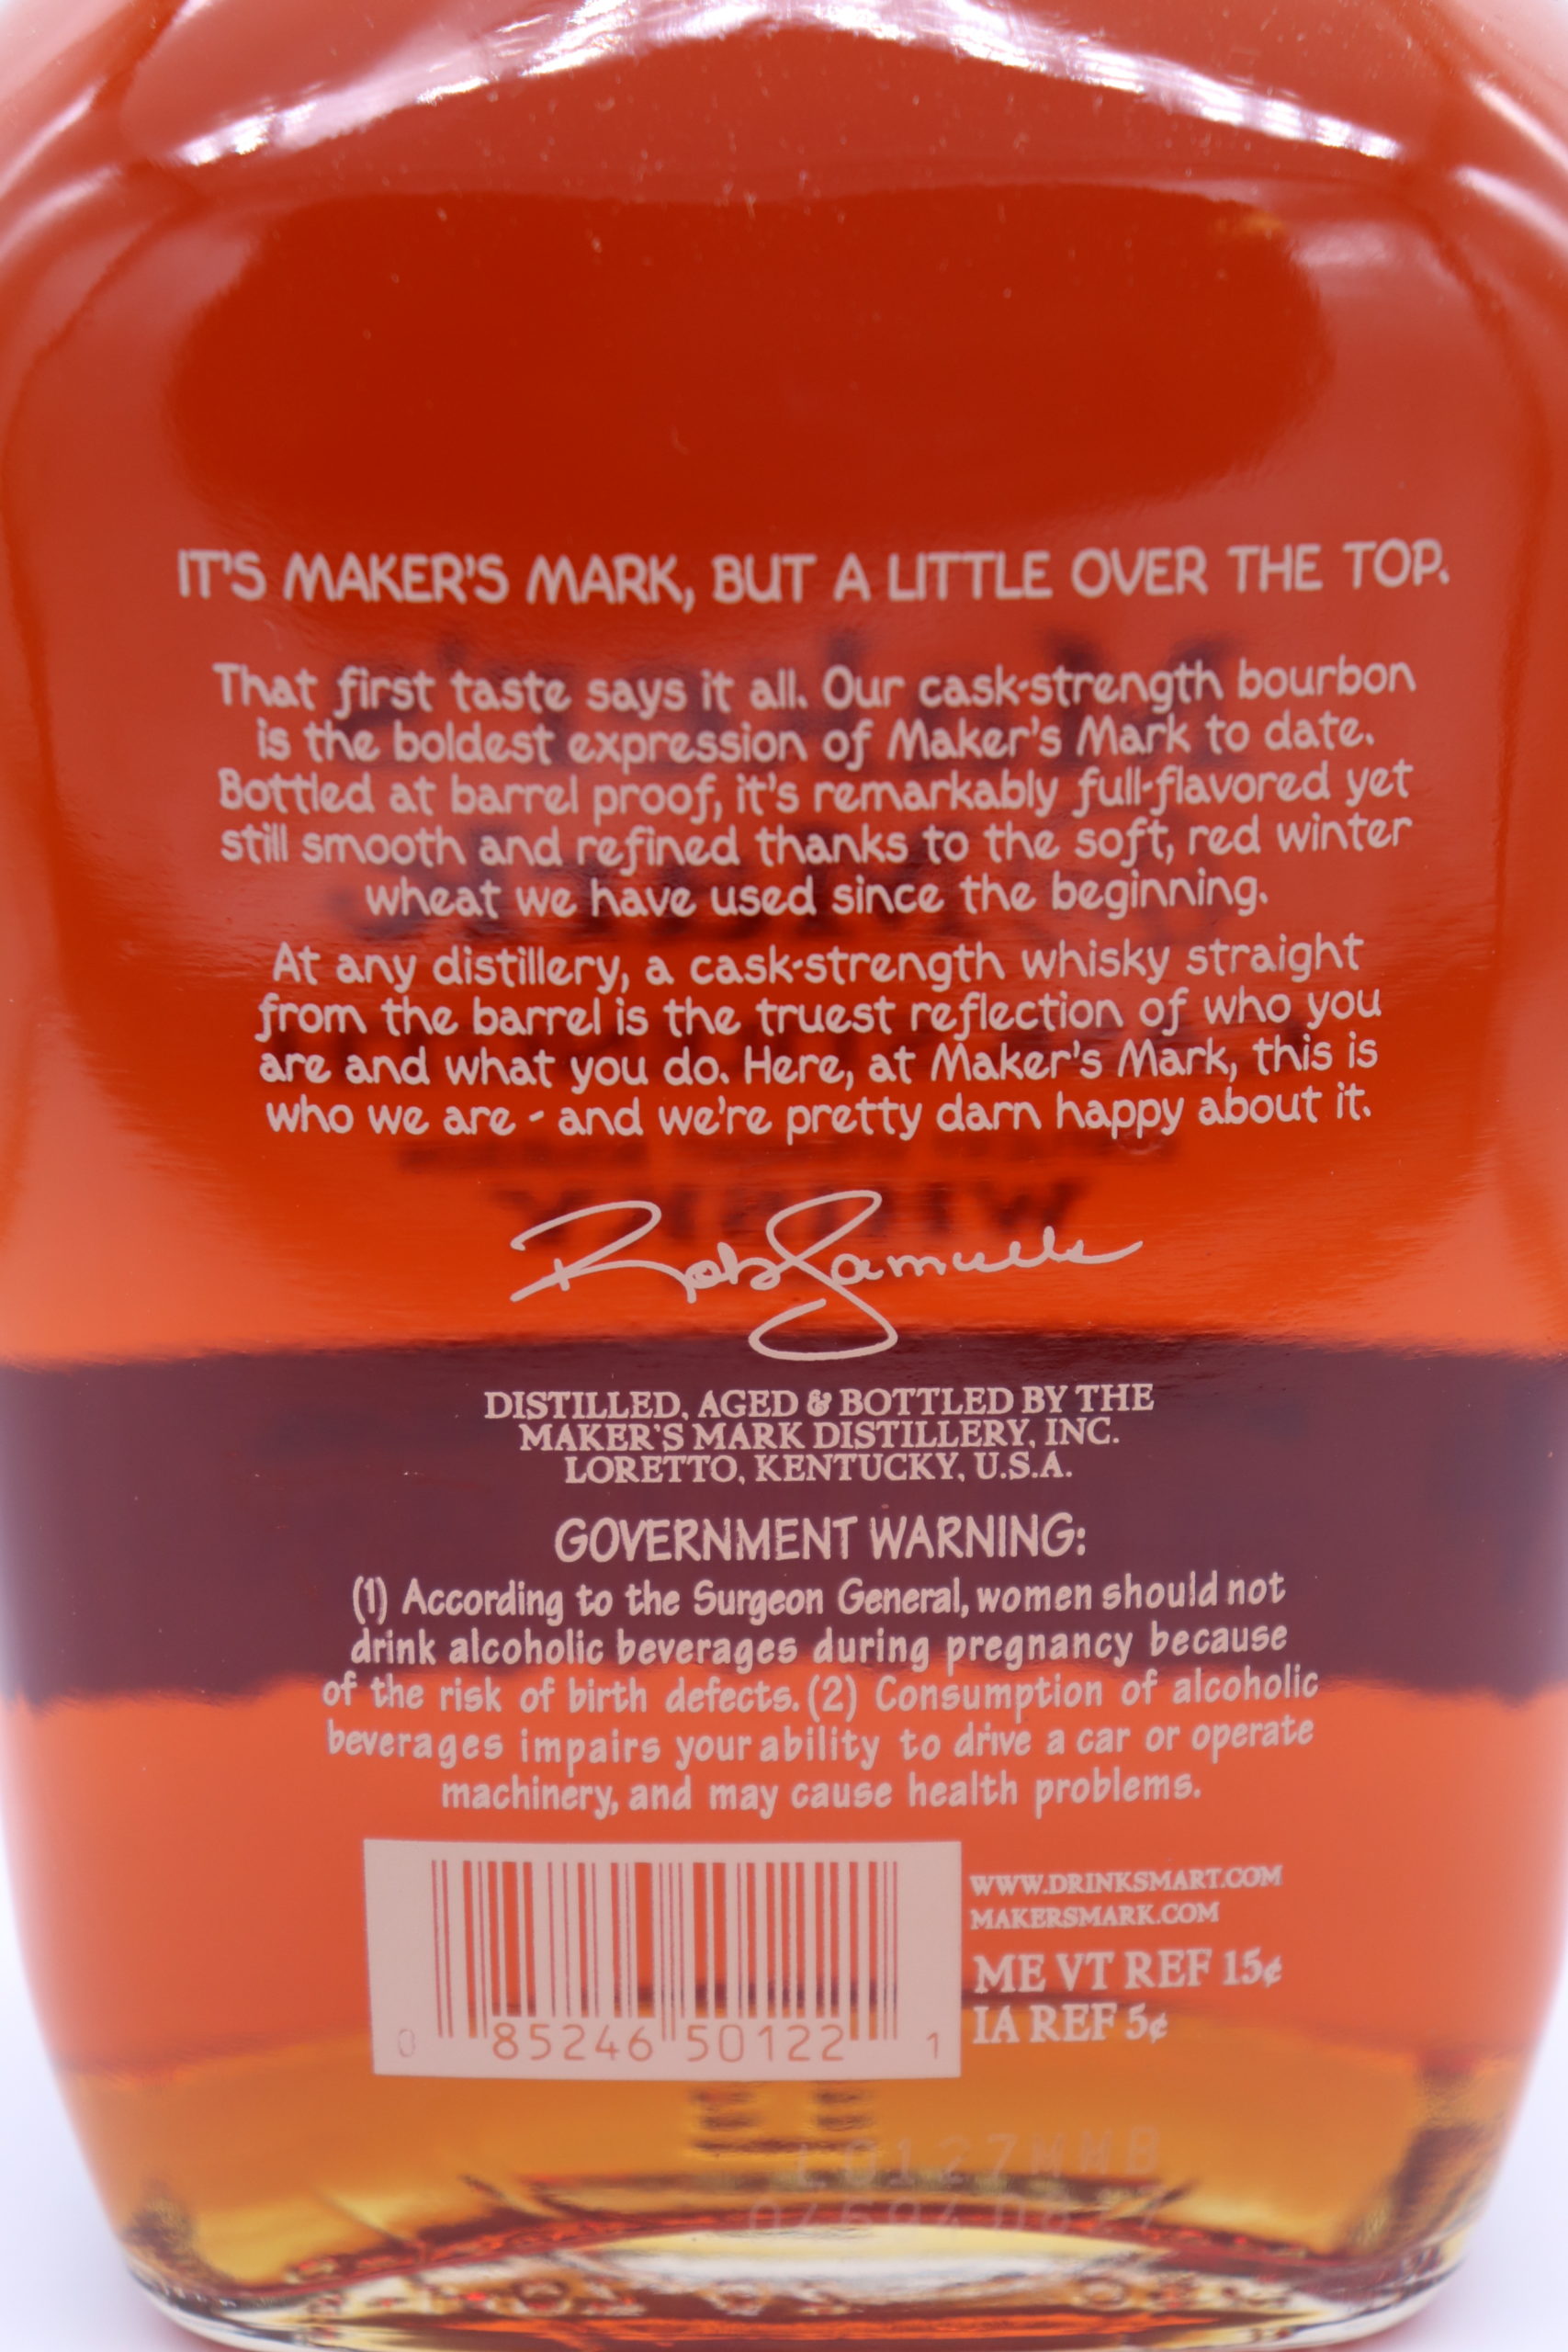 IT'S MAKER'S MARK, BUT A LITTLE OVER THE TOP.
That first taste says it all. Our cask-strength bourbon
is the boldest expression of Maker's Mark to date.
Bottled at barrel proof, it's remarkably full-flavored yet
still smooth and refined thanks to the soft, red winter
wheat we have used since the beginning.
At any distillery, a cask-strength whisky straight
from the barrel is the truest reflection of who you
are and what you do. Here, at Maker's Mark, this is
who we are - and we're pretty darn happy about it.
Rob Samuels
DISTILLED, AGED & BOTTLED BY THE
MAKER'S MARK DISTILLERY, INC.
LORETTO, KENTUCKY, U.S.A.
GOVERNMENT WARNING:
(1) According to the Surgeon General, women should not
drink alcoholic beverages during pregnancy because
of the risk of birth defects. (2) Consumption of alcoholic
beverages impairs your ability to drive a car or operate
machinery, and may cause health problems.
WWW.DRINKSMART.COM
MAKERSMARK.COM
ME VT REF 15¢
IA REF 5¢
0 85246 50122 1
L0127MMB